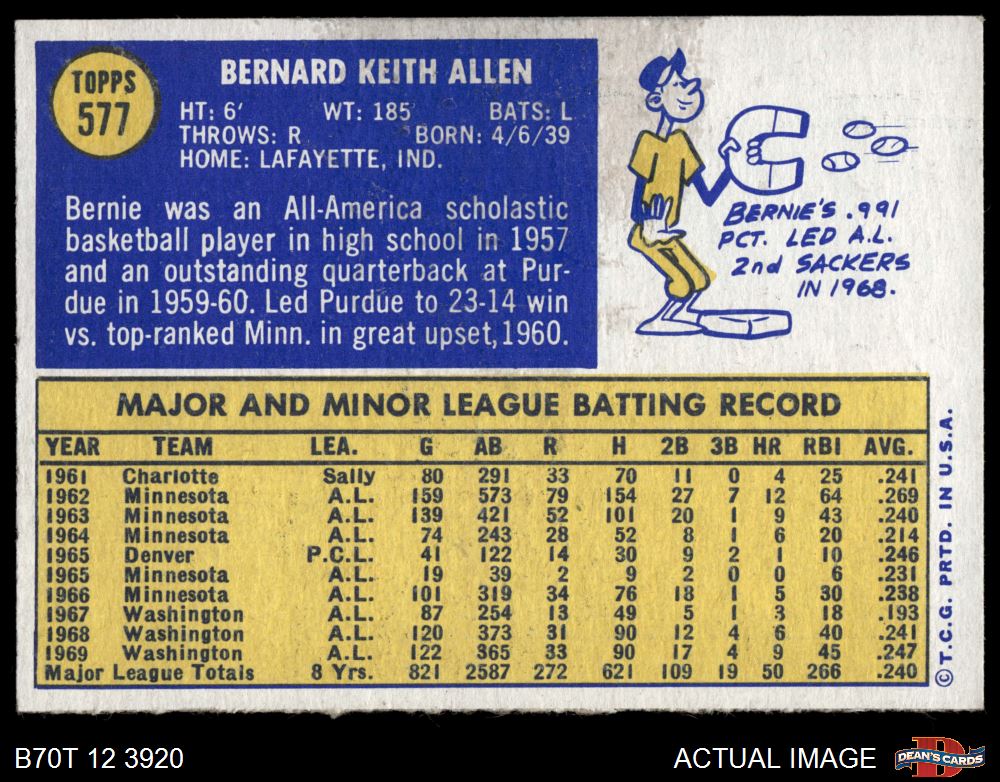 TOPPS
577
BERNARD KEITH ALLEN
HT: 6' WT: 185 BATS: L
THROWS: R BORN: 4/6/39
HOME: LAFAYETTE, IND.
Bernie was an All-America scholastic
basketball player in high school in 1957
and an outstanding quarterback at Pur-
due in 1959-60. Led Purdue to 23-14 win
vs. top-ranked Minn. in great upset, 1960.
BERNIE'S .991
PCT. LED A.L.
2nd SACKERS
IN 1968.
MAJOR AND MINOR LEAGUE BATTING RECORD
YEAR TEAM LEA. G AB R H 2B 3B HR RBI AVG.
1961 Charlotte Sally 80 291 33 70 11 0 4 25 .241
1962 Minnesota A.L. 159 573 79 154 27 7 12 64 .269
1963 Minnesota A.L. 139 421 52 101 20 1 9 43 .240
1964 Minnesota A.L. 74 243 28 52 8 1 6 20 .214
1965 Denver P.C.L. 41 122 14 30 9 2 1 10 .246
1965 Minnesota A.L. 19 39 2 9 2 0 0 6 .231
1966 Minnesota A.L. 101 319 34 76 18 1 5 30 .238
1967 Washington A.L. 87 254 13 49 5 1 3 18 .193
1968 Washington A.L. 120 373 31 90 12 4 6 40 .241
1969 Washington A.L. 122 365 33 90 17 4 9 45 .247
Major League Totals 8 Yrs. 821 2587 272 621 109 19 50 266 .240
© T.C.G. PRTD. IN U.S.A.
B70T 12 3920
ACTUAL IMAGE
D
DEAN'S CARDS